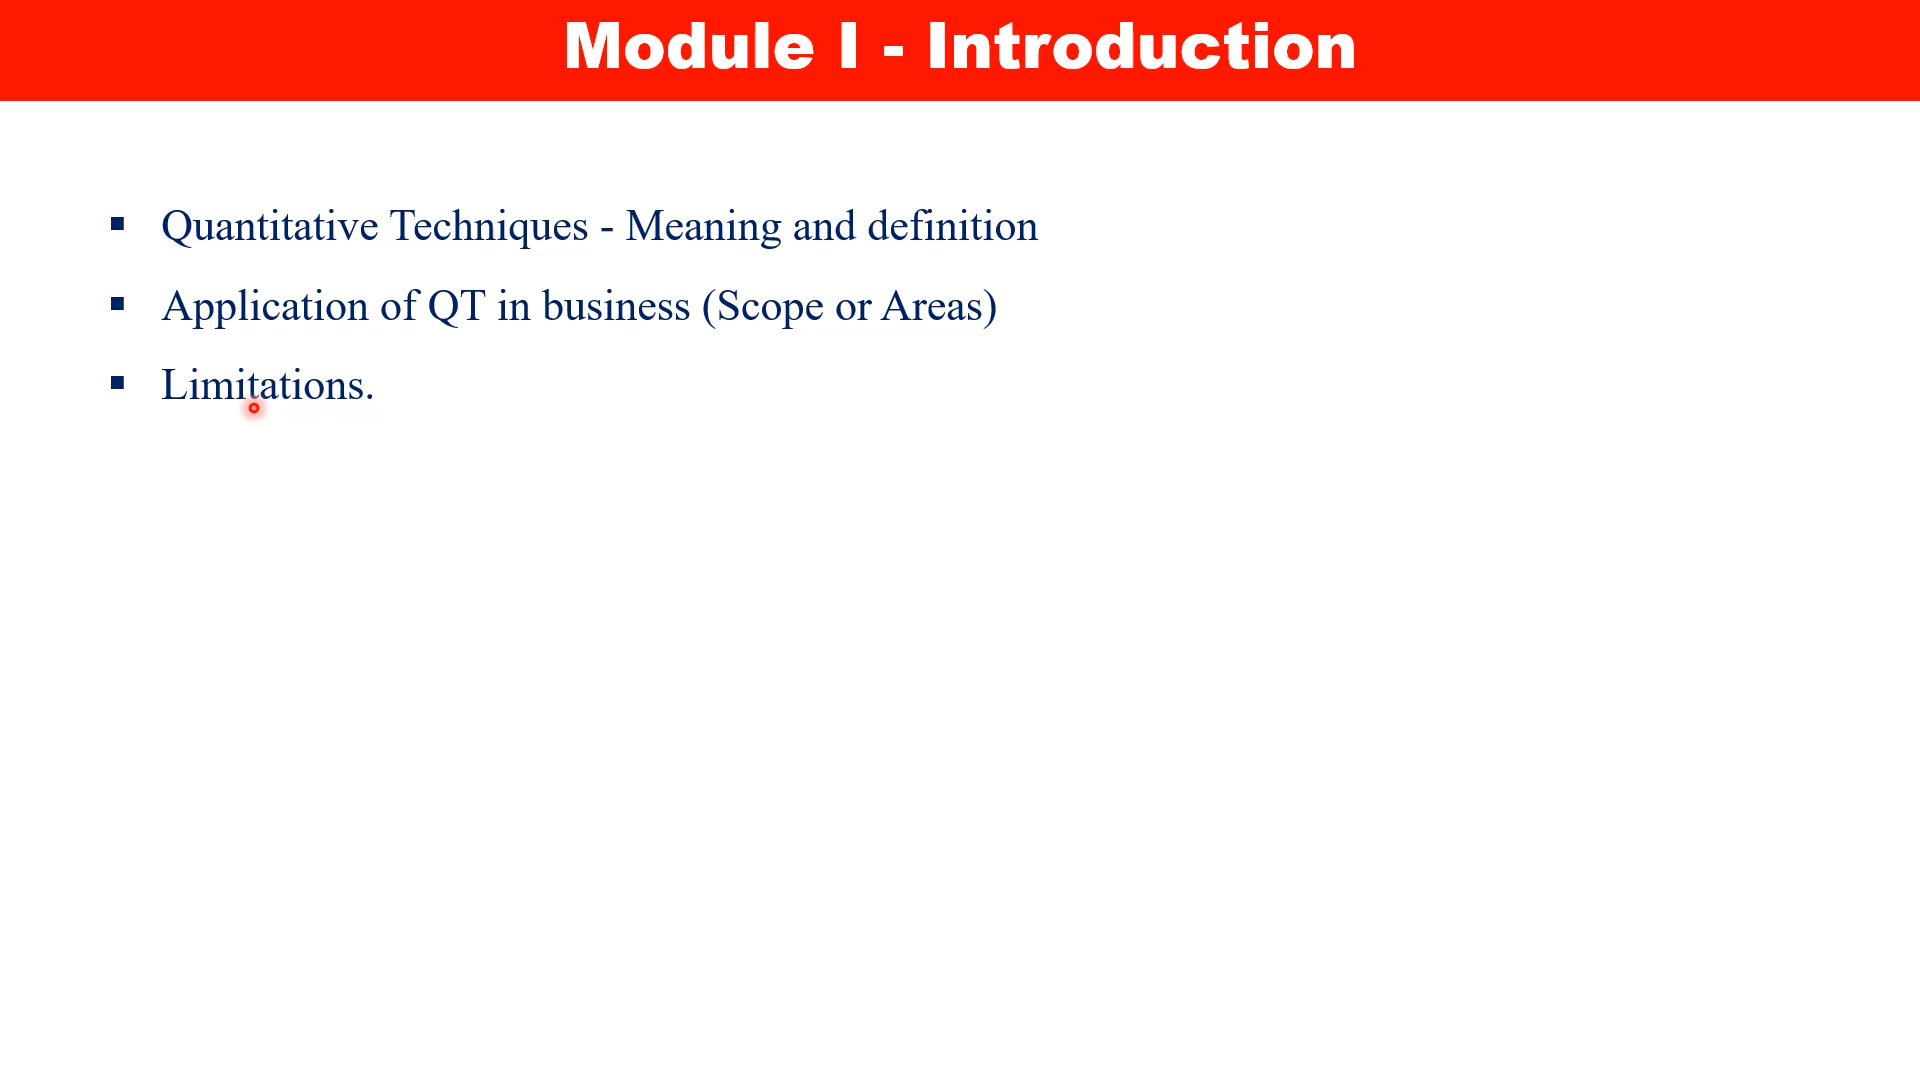 Module I - Introduction
▪ Quantitative Techniques - Meaning and definition
▪ Application of QT in business (Scope or Areas)
▪ Limitations.